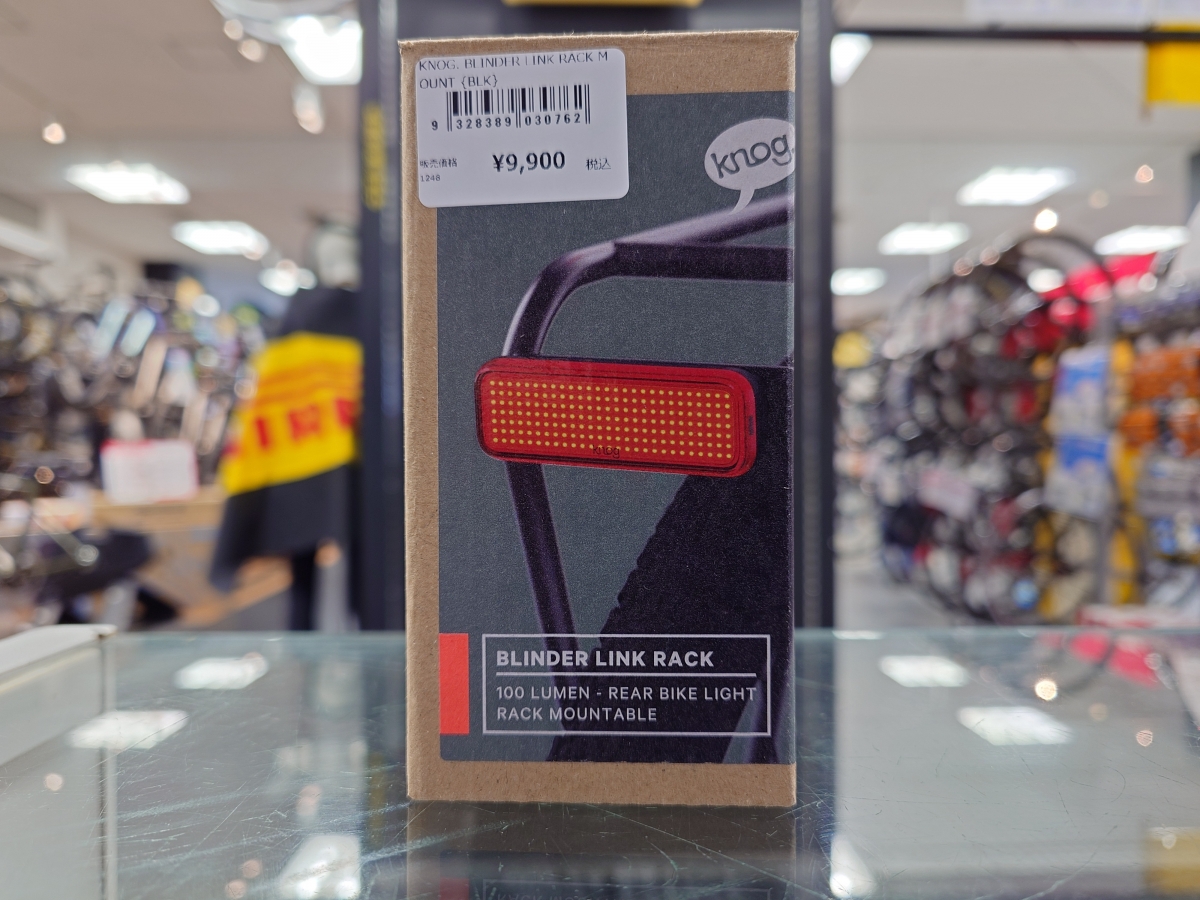 KNOG. BLINDER LINK RACK M
OUNT {BLK}
9 328389 030762
販売価格 ¥9,900 税込
1248
knog.
knog
BLINDER LINK RACK
100 LUMEN - REAR BIKE LIGHT
RACK MOUNTABLE